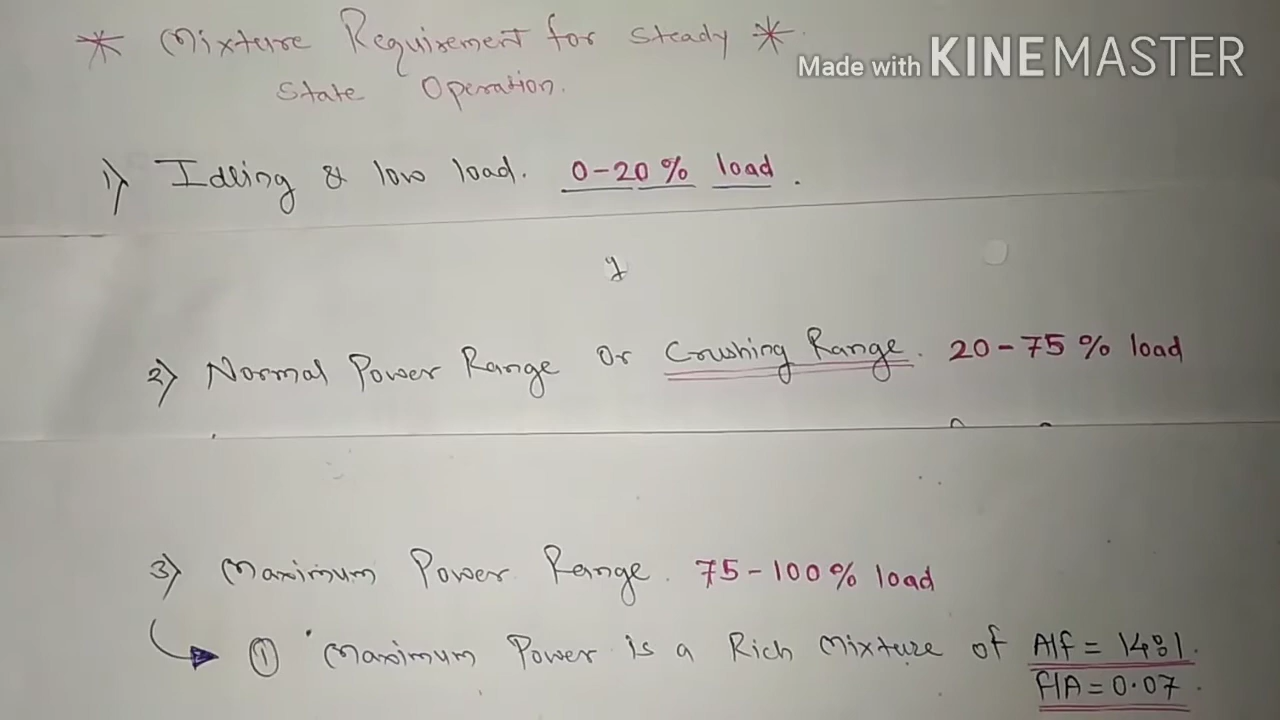 * Mixture Requirement for Steady *
State Operation.
Made with KINEMASTER
1) Idling & low load. 0-20% load.
y
2) Normal Power Range or Crushing Range. 20-75% load
3) Maximum Power Range. 75-100% load
① Maximum Power is a Rich Mixture of A/f = 14:1.
f/A = 0.07.